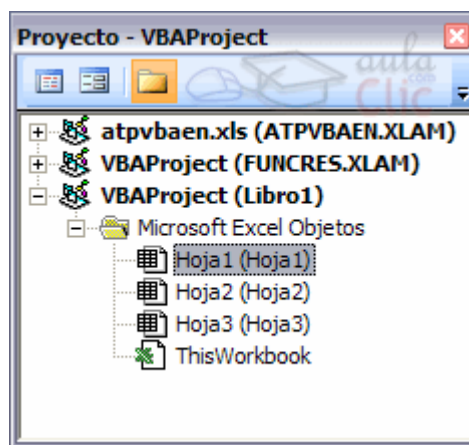 Proyecto - VBAProject
aula
Clic
.com
atpvbaen.xls (ATPVBAEN.XLAM)
VBAProject (FUNCRES.XLAM)
VBAProject (Libro1)
Microsoft Excel Objetos
Hoja1 (Hoja1)
Hoja2 (Hoja2)
Hoja3 (Hoja3)
ThisWorkbook